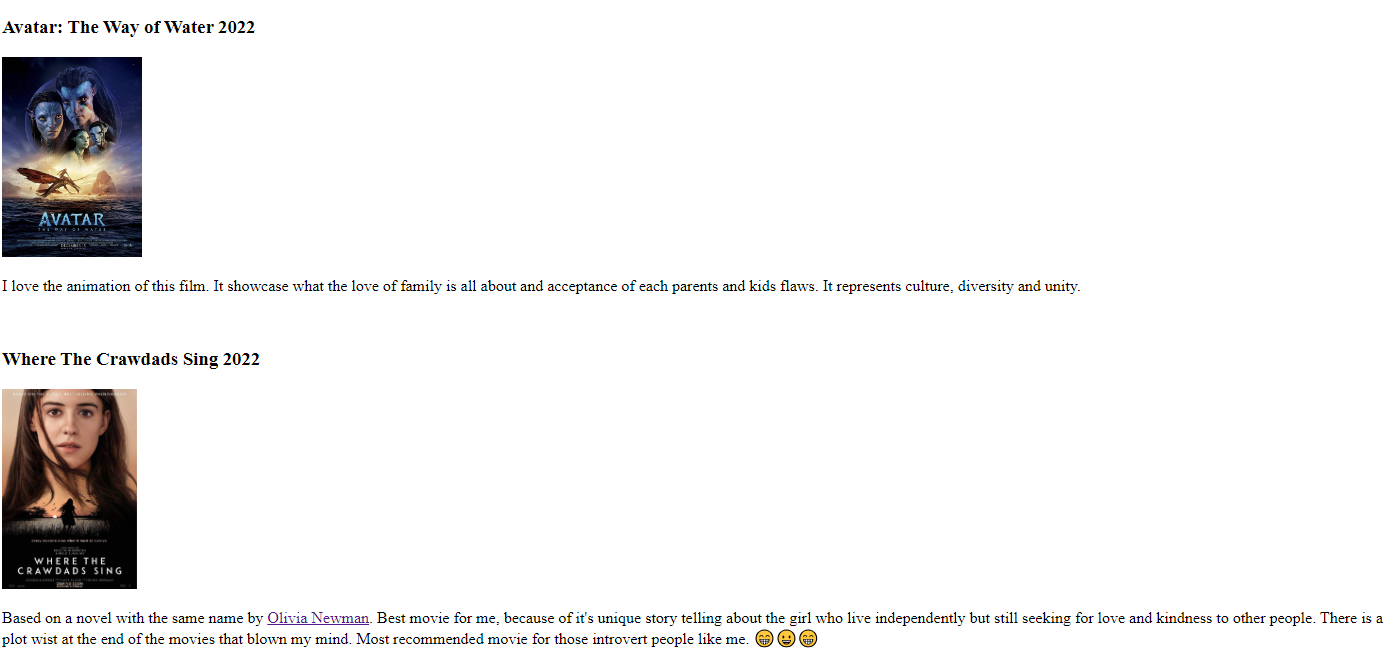 Avatar: The Way of Water 2022
AVATAR
THE WAY OF WATER
I love the animation of this film. It showcase what the love of family is all about and acceptance of each parents and kids flaws. It represents culture, diversity and unity.
Where The Crawdads Sing 2022
WHERE THE
CRAWDADS SING
Based on a novel with the same name by Olivia Newman. Best movie for me, because of it's unique story telling about the girl who live independently but still seeking for love and kindness to other people. There is a
plot wist at the end of the movies that blown my mind. Most recommended movie for those introvert people like me. 😁😀😁